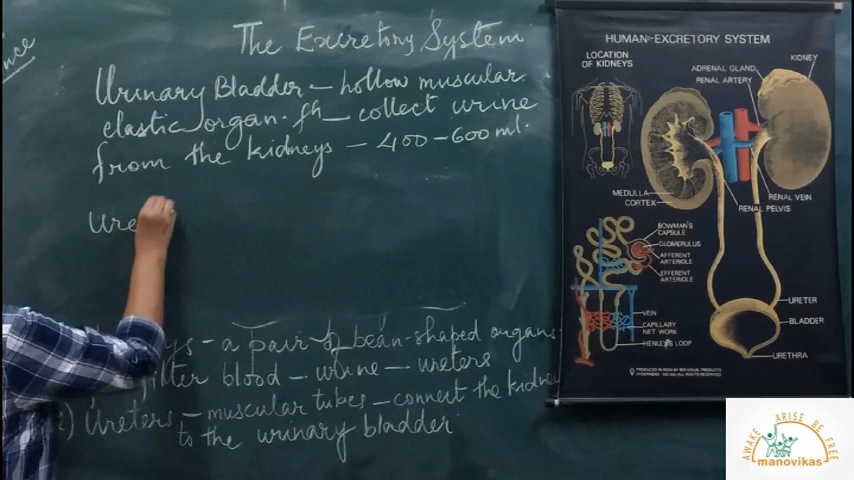 The Excretory System
Urinary Bladder – hollow muscular
elastic organ. fn – collect urine
from the kidneys – 400 – 600 ml.
Ure
ys – a pair of bean-shaped organs
filter blood – urine – ureters
2) Ureters – muscular tubes – connect the kidney
to the urinary bladder
HUMAN-EXCRETORY SYSTEM
LOCATION
OF KIDNEYS
KIDNEY
ADRENAL GLAND
RENAL ARTERY
MEDULLA
CORTEX
RENAL VEIN
RENAL PELVIS
BOWMAN'S
CAPSULE
GLOMERULUS
AFFERENT
ARTERIOLE
EFFERENT
ARTERIOLE
VEIN
CAPILLARY
NET WORK
HENLEY'S LOOP
URETER
BLADDER
URETHRA
AWAKE ARISE BE FREE
manovikas